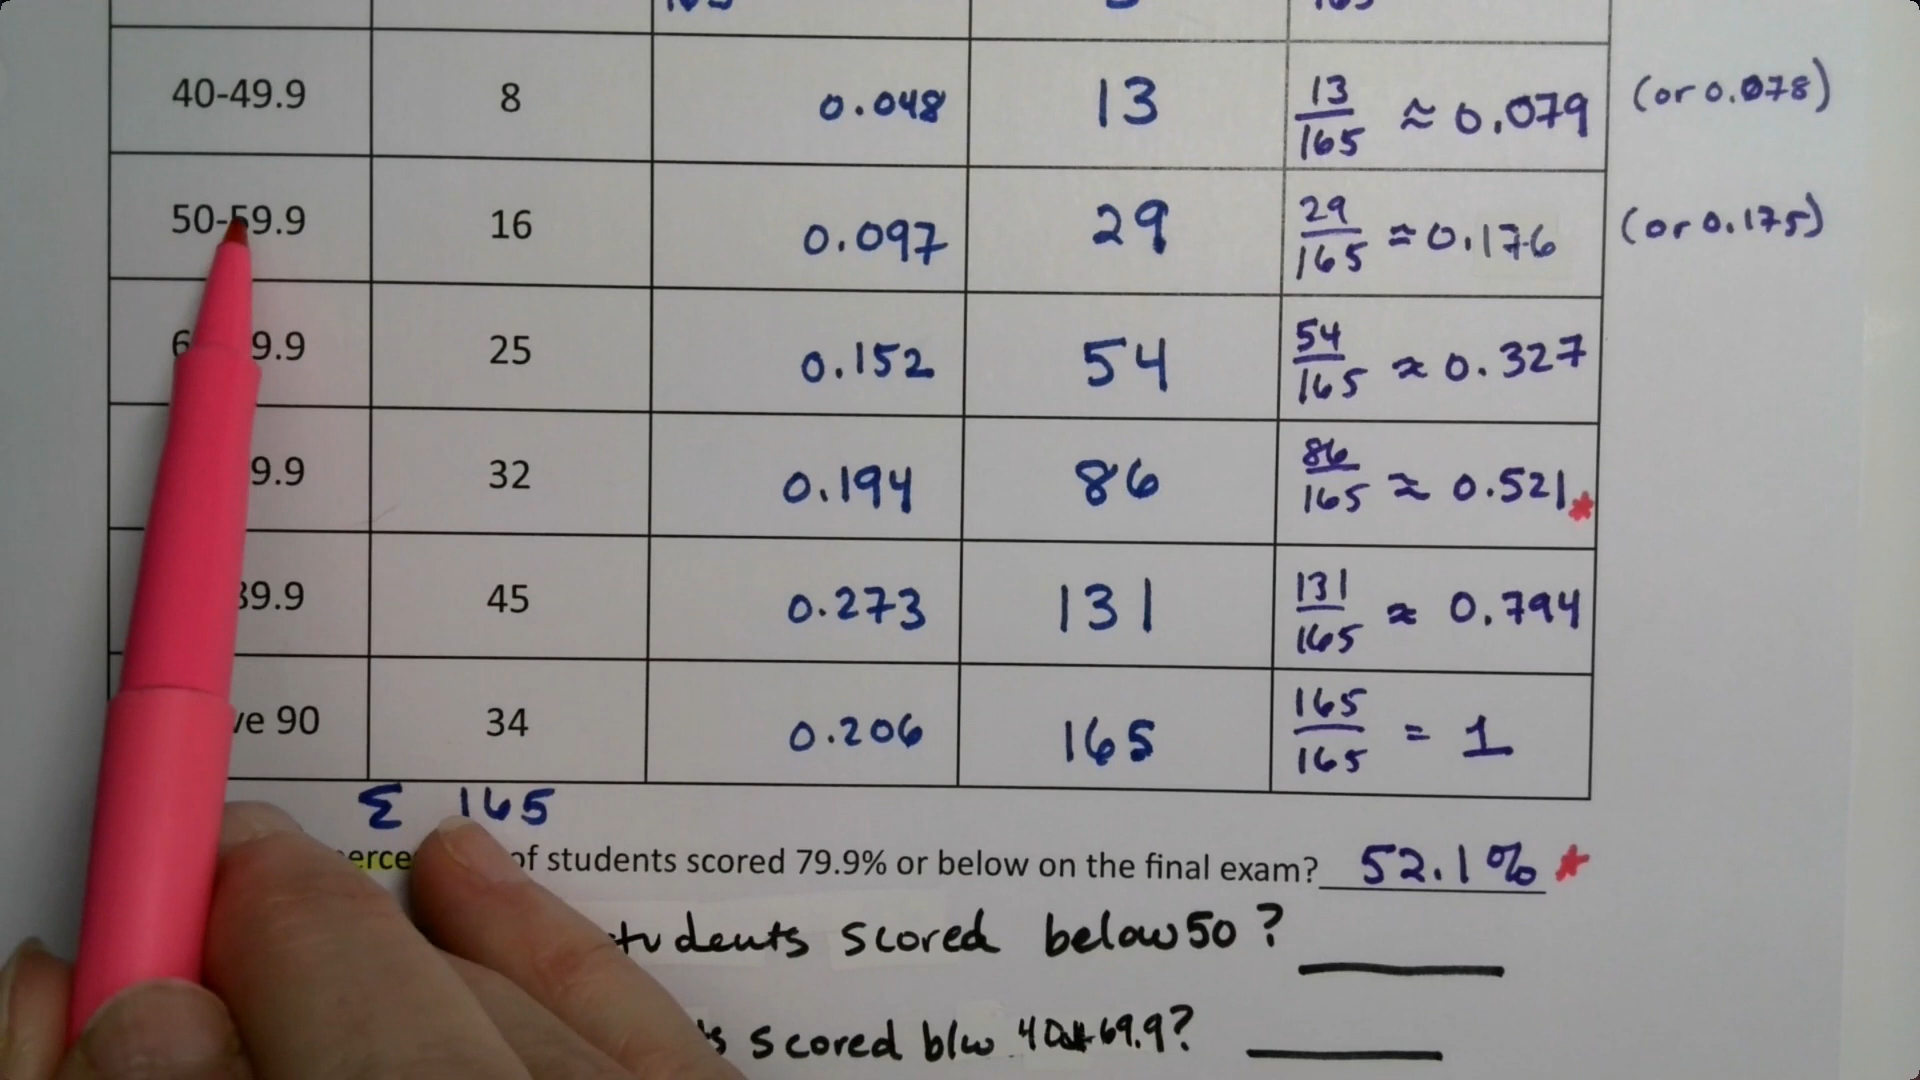 40-49.9 8 0.048 13 13/165 ≈ 0.079 (or 0.078)
50-59.9 16 0.097 29 29/165 ≈ 0.176 (or 0.175)
6 9.9 25 0.152 54 54/165 ≈ 0.327
9.9 32 0.194 86 86/165 ≈ 0.521*
39.9 45 0.273 131 131/165 ≈ 0.794
ve 90 34 0.206 165 165/165 = 1
Σ 165
of students scored 79.9% or below on the final exam? 52.1% *
students scored below 50?
scored b/w 40 69.9?